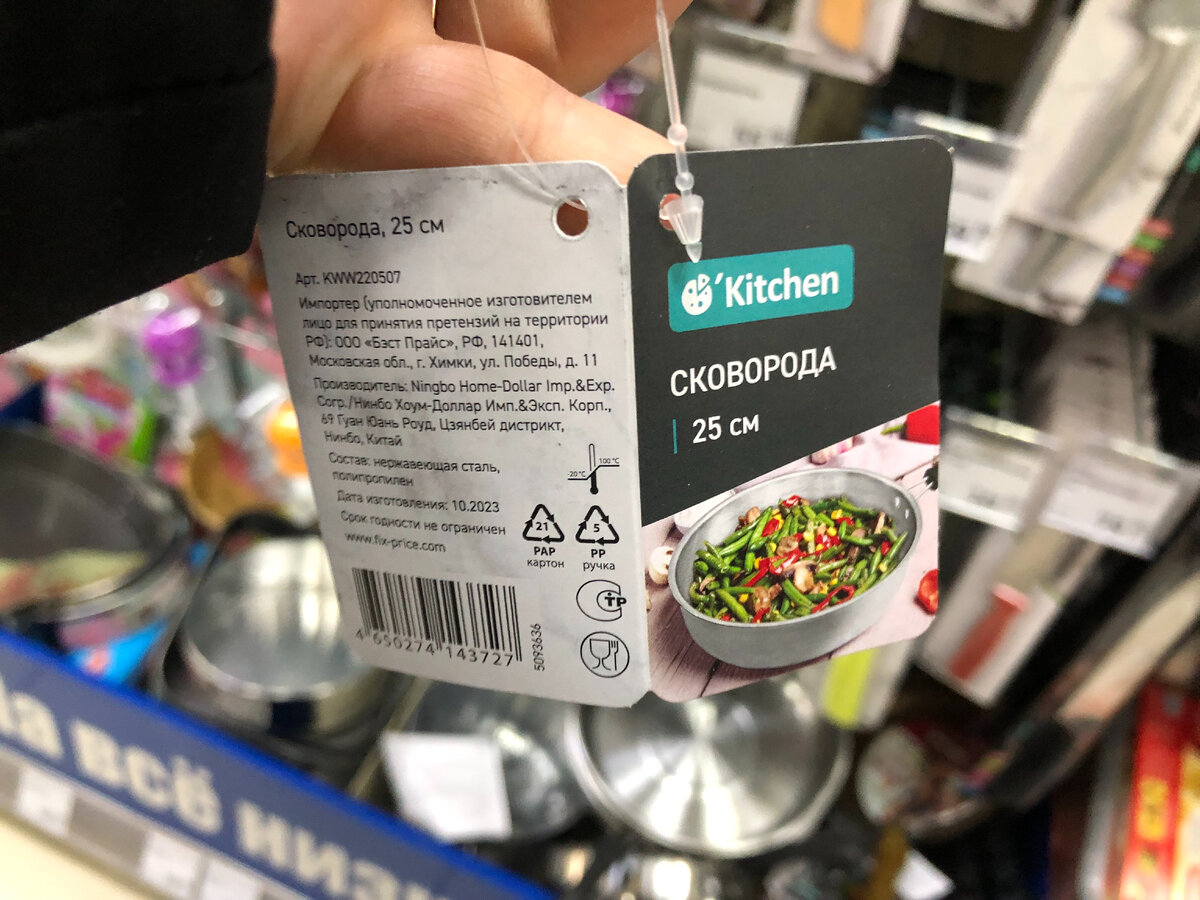 Сковорода, 25 см
Арт. KWW220507
Импортер (уполномоченное изготовителем
лицо для принятия претензий на территории
РФ): ООО «Бэст Прайс», РФ, 141401,
Московская обл., г. Химки, ул. Победы, д. 11
Производитель: Ningbo Home-Dollar Imp.&Exp.
Corp./Нинбо Хоум-Доллар Имп.&Эксп. Корп.,
69 Гуан Юань Роуд, Цзянбей дистрикт,
Нинбо, Китай
Состав: нержавеющая сталь,
полипропилен
Дата изготовления: 10.2023
Срок годности не ограничен
www.fix-price.com
-20 °C
100 °C
21
PAP
картон
5
PP
ручка
4 650274 143727
5093636
'Kitchen
СКОВОРОДА
25 см
на всё низк